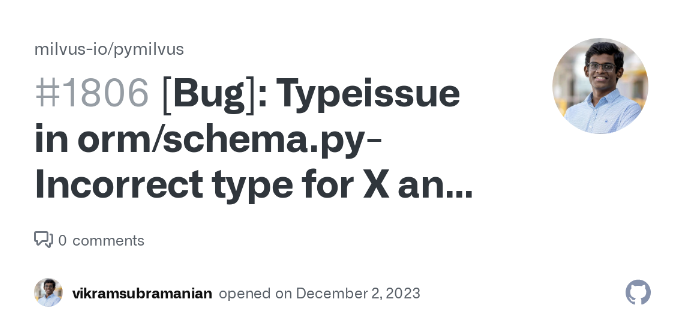 milvus-io/pymilvus
#1806 [Bug]: Typeissue
in orm/schema.py-
Incorrect type for X an...
0 comments
vikramsubramanian opened on December 2, 2023